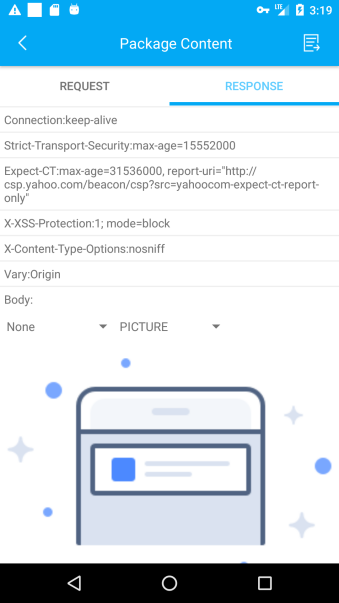 LTE 3:19
Package Content
REQUEST RESPONSE
Connection:keep-alive
Strict-Transport-Security:max-age=15552000
Expect-CT:max-age=31536000, report-uri="http://
csp.yahoo.com/beacon/csp?src=yahoocom-expect-ct-report-
only"
X-XSS-Protection:1; mode=block
X-Content-Type-Options:nosniff
Vary:Origin
Body:
None PICTURE